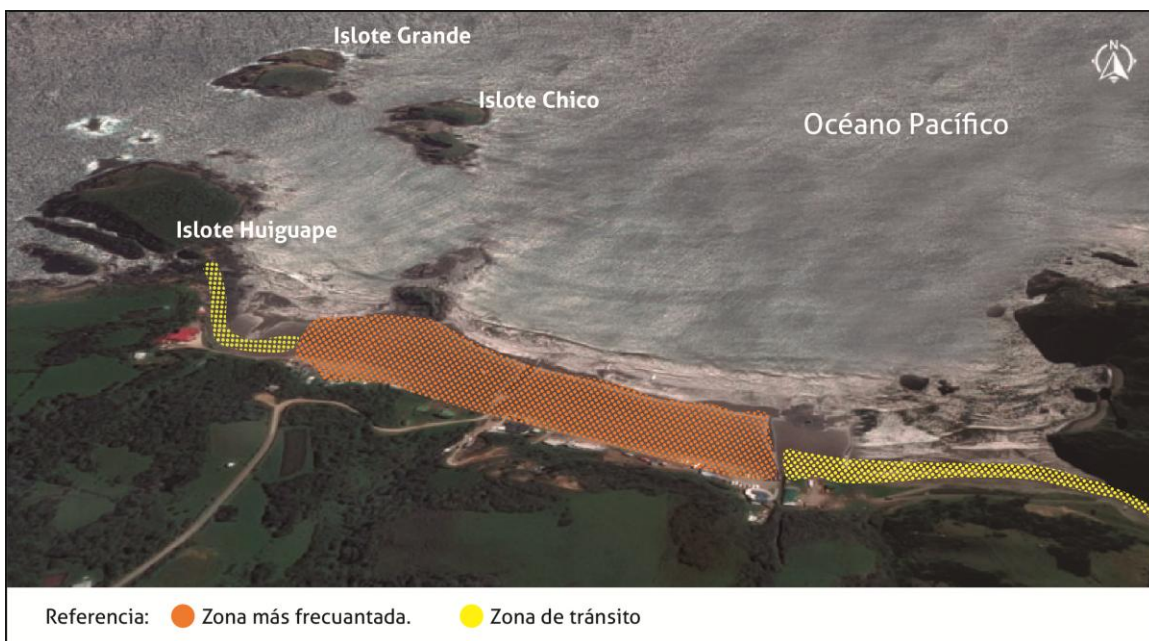 Islote Grande
N
Islote Chico
Océano Pacífico
Islote Huiguape
Referencia: Zona más frecuantada. Zona de tránsito